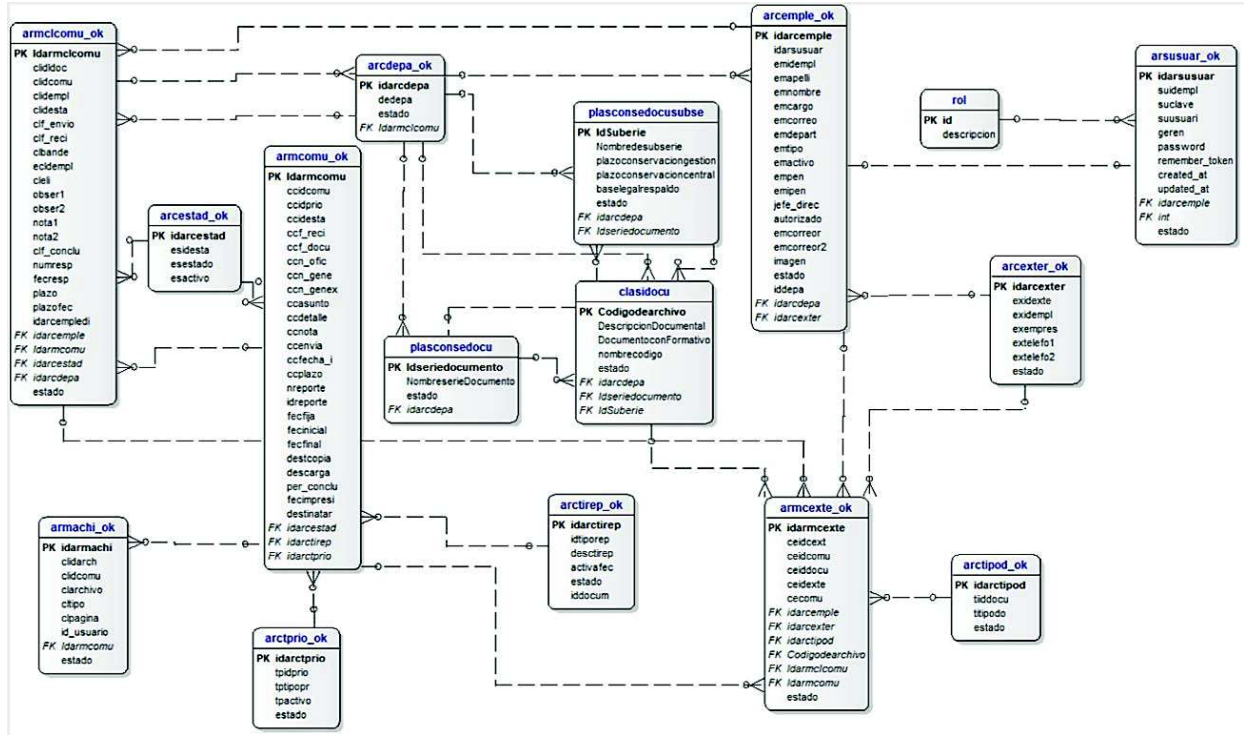 armclcomu_ok
PK Idarmclcomu
clididoc
clidcomu
clidempl
clidesta
clf_envio
clf_reci
clbande
ecldempl
cleli
obser1
obser2
nota1
nota2
clf_conclu
numresp
fecresp
plazo
plazofec
idarcempledi
FK idarcemple
FK Idarmcomu
FK idarcestad
FK idarcdepa
estado
arcestad_ok
PK idarcestad
esidesta
esestado
esactivo
armachi_ok
PK idarmachi
clidarch
clidcomu
clarchivo
cltipo
clpagina
id_usuario
FK Idarmcomu
estado
armcomu_ok
PK Idarmcomu
ccidcomu
ccidprio
ccidesta
ccf_reci
ccf_docu
ccn_ofic
ccn_gene
ccn_genex
ccasunto
ccdetalle
ccnota
ccenvia
ccfecha_i
ccplazo
nreporte
idreporte
fecfija
fecinicial
fecfinal
destcopia
descarga
per_conclu
fecimpresi
destinatar
FK idarcestad
FK idarctirep
FK idarctprio
arctprio_ok
PK idarctprio
tpidprio
tptipopr
tpactivo
estado
arcdepa_ok
PK idarcdepa
dedepa
estado
FK Idarmclcomu
plasconsedocu
PK Idseriedocumento
NombreserieDocumento
estado
FK idarcdepa
plasconsedocusubse
PK IdSuberie
Nombredesubserie
plazoconservaciongestion
plazoconservacioncentral
baselegalrespaldo
estado
FK idarcdepa
FK Idseriedocumento
clasidocu
PK Codigodearchivo
DescripcionDocumental
DocumentoconFormativo
nombrecodigo
estado
FK idarcdepa
FK Idseriedocumento
FK IdSuberie
arctirep_ok
PK idarctirep
idtiporep
desctirep
activafec
estado
iddocum
arcemple_ok
PK idarcemple
idarsusuar
emidempl
emapelli
emnombre
emcargo
emcorreo
emdepart
emtipo
emactivo
empen
emipen
jefe_direc
autorizado
emcorreor
emcorreor2
imagen
estado
iddepa
FK idarcdepa
FK idarcexter
armcexte_ok
PK idarmcexte
ceidcext
ceidcomu
ceiddocu
ceidexte
cecomu
FK idarcemple
FK idarcexter
FK idarctipod
FK Codigodearchivo
FK Idarmclcomu
FK Idarmcomu
estado
rol
PK id
descripcion
arsusuar_ok
PK idarsusuar
suidempl
suclave
suusuari
geren
password
remember_token
created_at
updated_at
FK idarcemple
FK int
estado
arcexter_ok
PK idarcexter
exidexte
exidempl
exempres
extelefo1
extelefo2
estado
arctipod_ok
PK idarctipod
tiiddocu
titipodo
estado